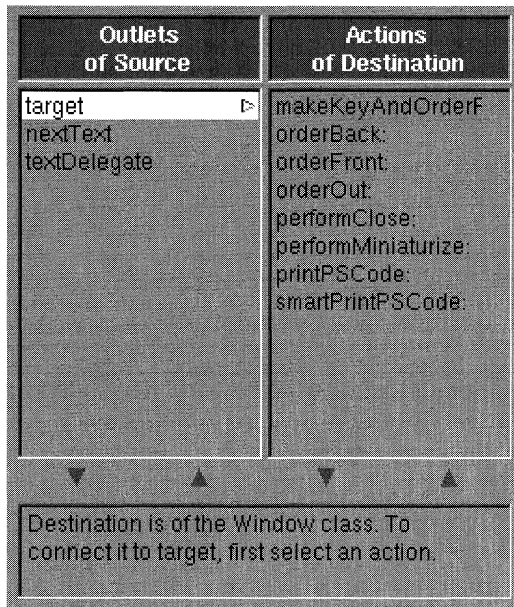 Outlets
of Source
Actions
of Destination
target
nextText
textDelegate
makeKeyAndOrderF
orderBack:
orderFront:
orderOut:
performClose:
performMiniaturize:
printPSCode:
smartPrintPSCode:
Destination is of the Window class. To
connect it to target, first select an action.